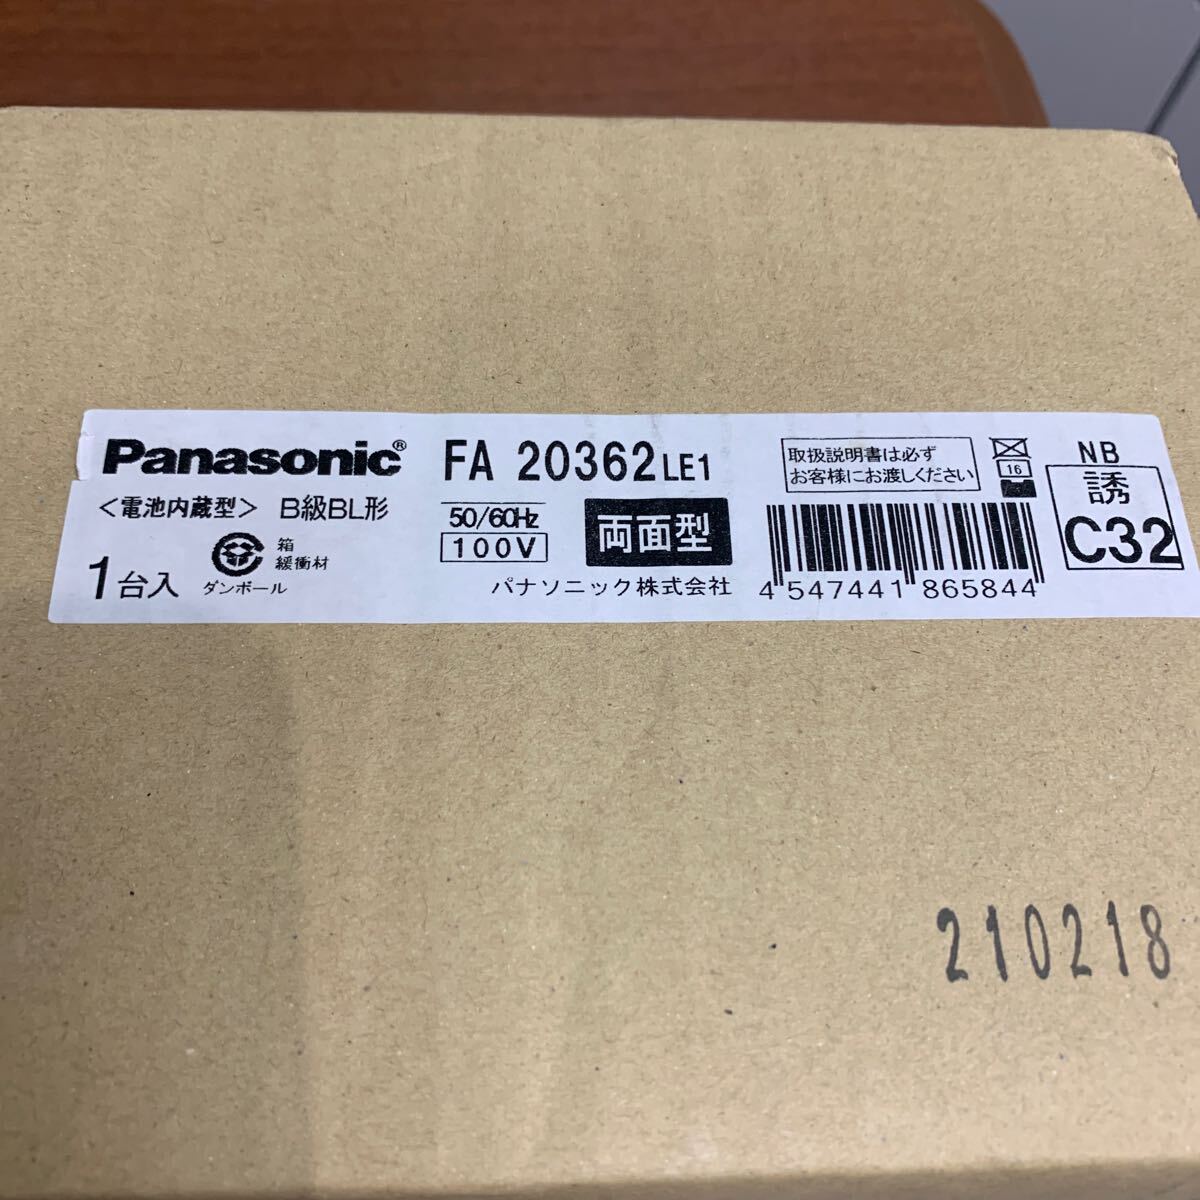 Panasonic® FA 20362LE1
<電池内蔵型> B級BL形
1台入
箱
緩衝材
ダンボール
50/60Hz
100V
両面型
パナソニック株式会社
取扱説明書は必ず
お客様にお渡しください
16
4 547441 865844
NB
誘
C32
210218